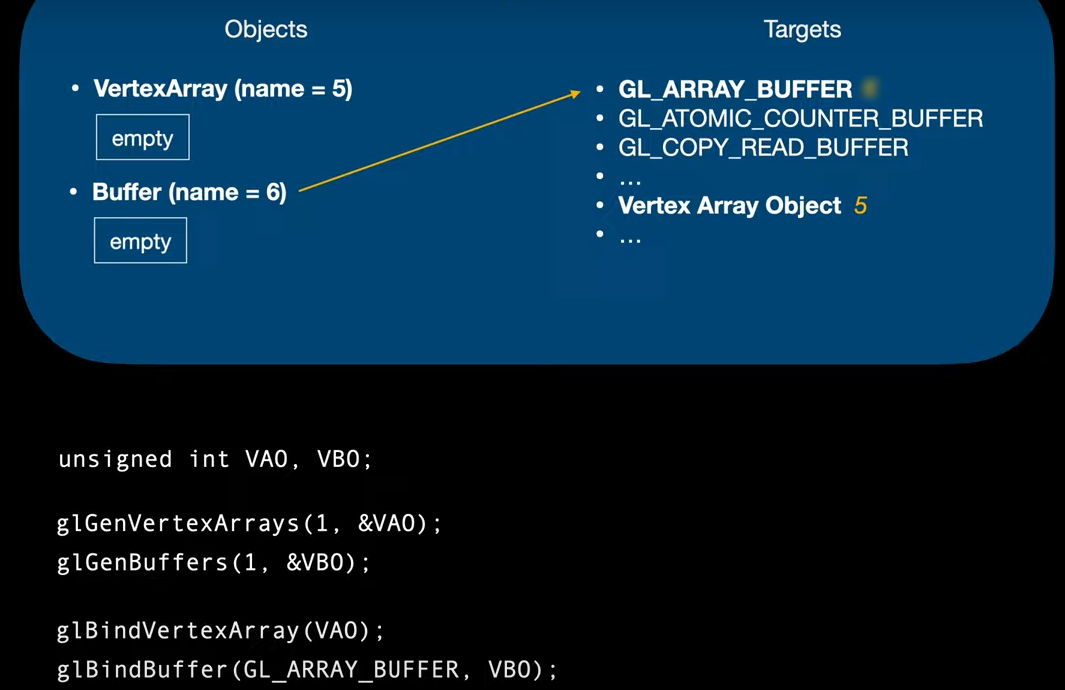 Objects
• VertexArray (name = 5)
empty
• Buffer (name = 6)
empty
Targets
• GL_ARRAY_BUFFER
• GL_ATOMIC_COUNTER_BUFFER
• GL_COPY_READ_BUFFER
• ...
• Vertex Array Object 5
• ...
unsigned int VAO, VBO;
glGenVertexArrays(1, &VAO);
glGenBuffers(1, &VBO);
glBindVertexArray(VAO);
glBindBuffer(GL_ARRAY_BUFFER, VBO);